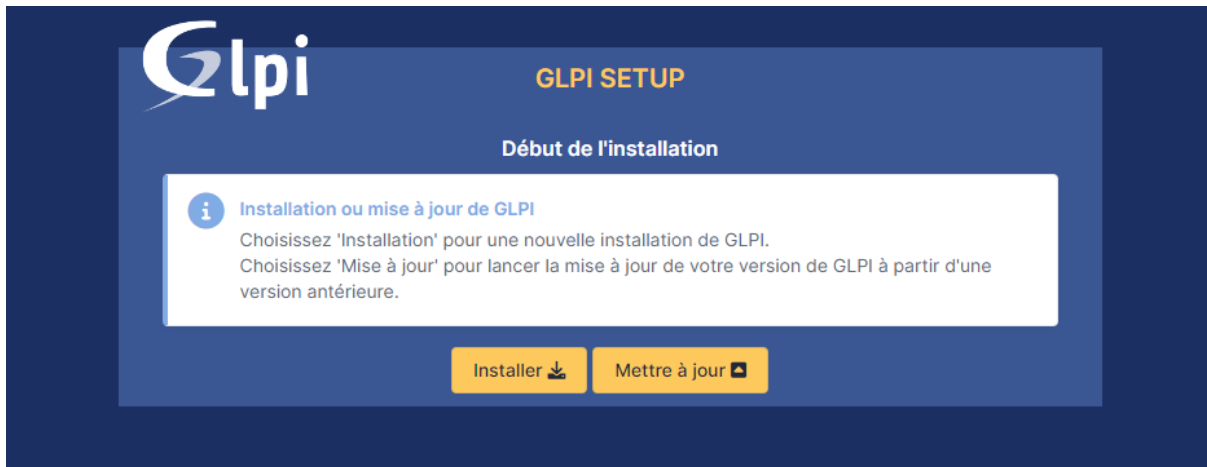 Glpi
GLPI SETUP
Début de l'installation
Installation ou mise à jour de GLPI
Choisissez 'Installation' pour une nouvelle installation de GLPI.
Choisissez 'Mise à jour' pour lancer la mise à jour de votre version de GLPI à partir d'une
version antérieure.
Installer
Mettre à jour